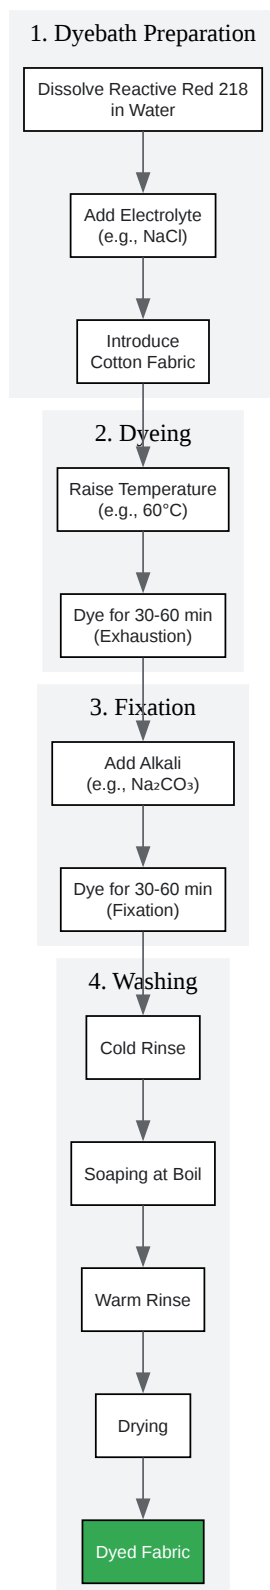 1. Dyebath Preparation
Dissolve Reactive Red 218
in Water
Add Electrolyte
(e.g., NaCl)
Introduce
Cotton Fabric
2. Dyeing
Raise Temperature
(e.g., 60°C)
Dye for 30-60 min
(Exhaustion)
3. Fixation
Add Alkali
(e.g., Na₂CO₃)
Dye for 30-60 min
(Fixation)
4. Washing
Cold Rinse
Soaping at Boil
Warm Rinse
Drying
Dyed Fabric